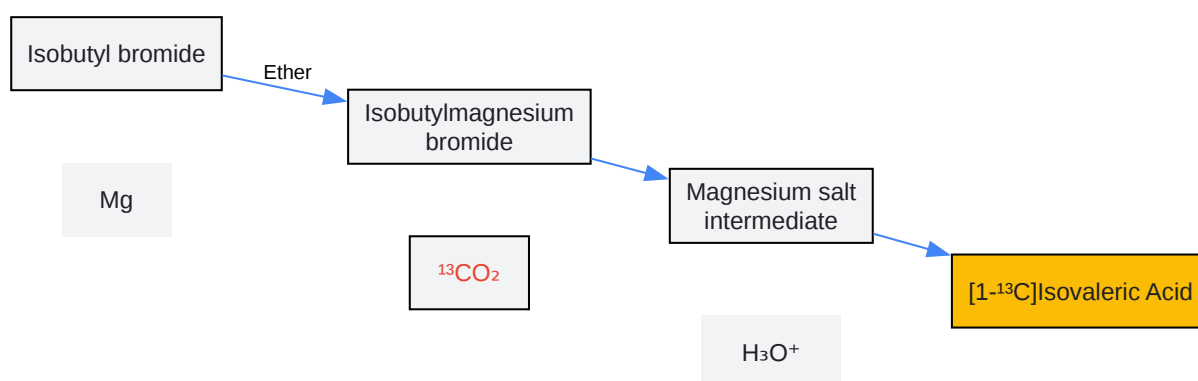 Isobutyl bromide
Ether
Isobutylmagnesium
bromide
Mg
Magnesium salt
intermediate
¹³CO₂
[1-¹³C]Isovaleric Acid
H₃O⁺